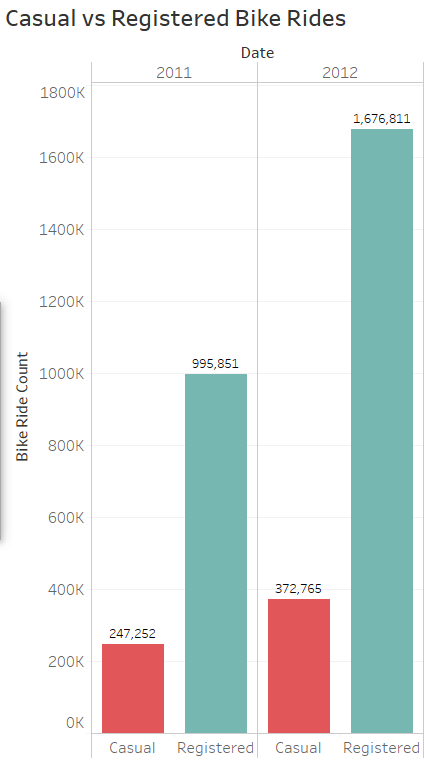 Casual vs Registered Bike Rides
Date
2011 2012
1800K
1600K
1400K
1200K
1000K
800K
600K
400K
200K
0K
Bike Ride Count
247,252
995,851
372,765
1,676,811
Casual Registered Casual Registered